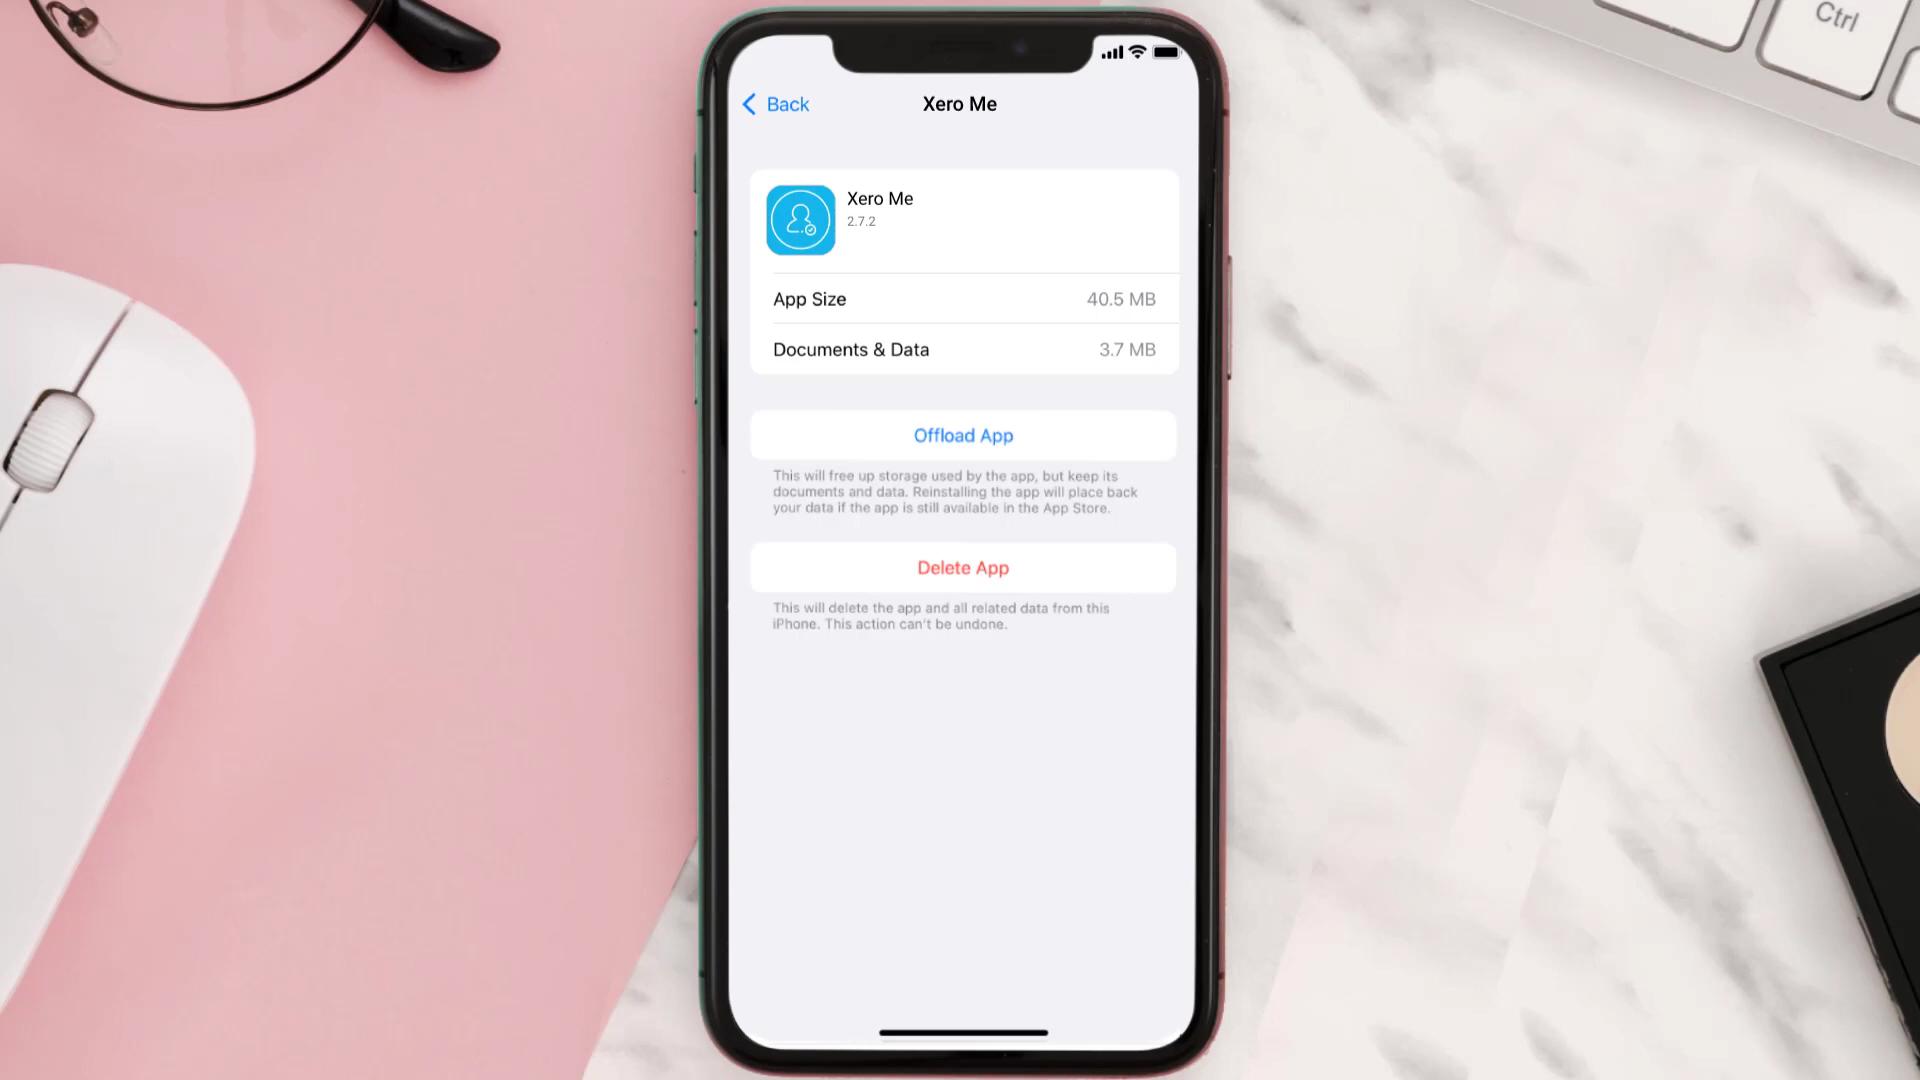 Ctrl
Back
Xero Me
Xero Me
2.7.2
App Size
40.5 MB
Documents & Data
3.7 MB
Offload App
This will free up storage used by the app, but keep its
documents and data. Reinstalling the app will place back
your data if the app is still available in the App Store.
Delete App
This will delete the app and all related data from this
iPhone. This action can't be undone.